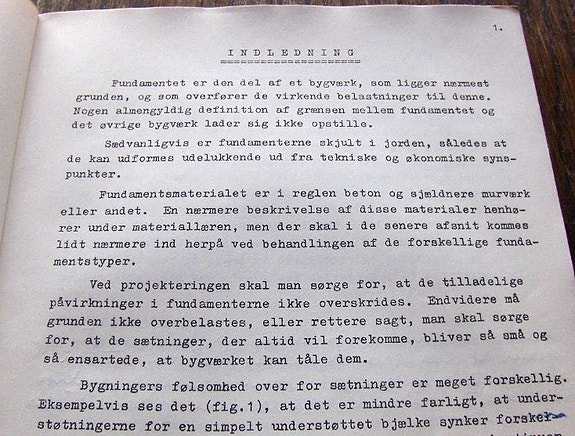 1.
INDLEDNING
Fundamentet er den del af et bygværk, som ligger nærmest
grunden, og som overfører de virkende belastninger til denne.
Nogen almengyldig definition af grænsen mellem fundamentet og
det øvrige bygværk lader sig ikke opstille.
Sædvanligvis er fundamenterne skjult i jorden, således at
de kan udformes udelukkende ud fra tekniske og økonomiske syns-
punkter.
Fundamentsmaterialet er i reglen beton og sjældnere murværk
eller andet. En nærmere beskrivelse af disse materialer henhø-
rer under materiallæren, men der skal i de senere afsnit kommes
lidt nærmere ind herpå ved behandlingen af de forskellige funda-
mentstyper.
Ved projekteringen skal man sørge for, at de tilladelige
påvirkninger i fundamenterne ikke overskrides. Endvidere må
grunden ikke overbelastes, eller rettere sagt, man skal sørge
for, at de sætninger, der altid vil forekomme, bliver så små og
så ensartede, at bygværket kan tåle dem.
Bygningers følsomhed over for sætninger er meget forskellig.
Eksempelvis ses det (fig.1), at det er mindre farligt, at under-
støtningerne for en simpelt understøttet bjælke synker forskel-